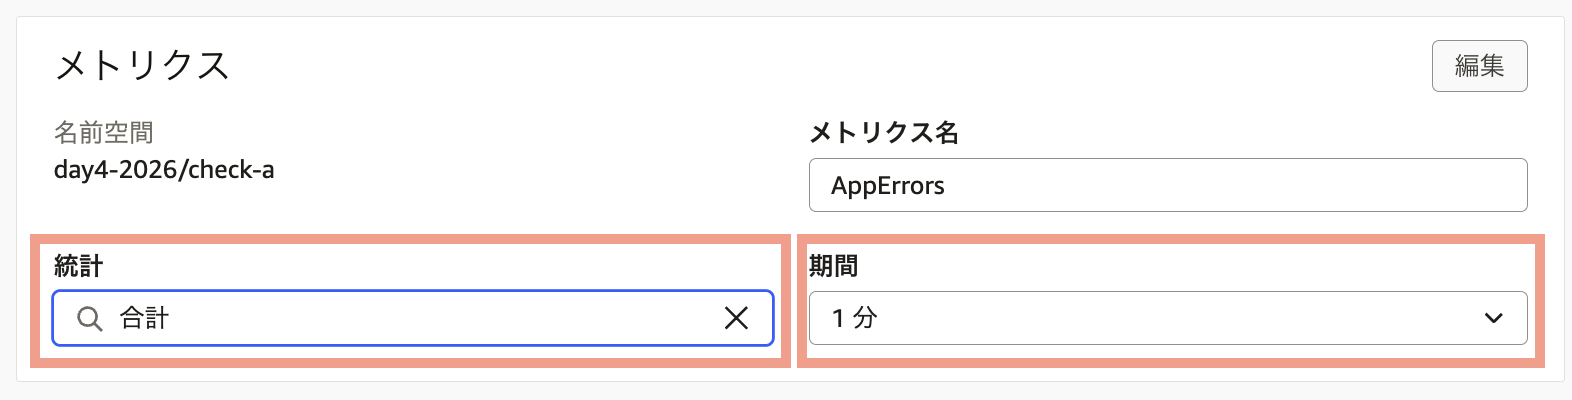 メトリクス
編集
名前空間
day4-2026/check-a
メトリクス名
AppErrors
統計
合計
期間
1 分